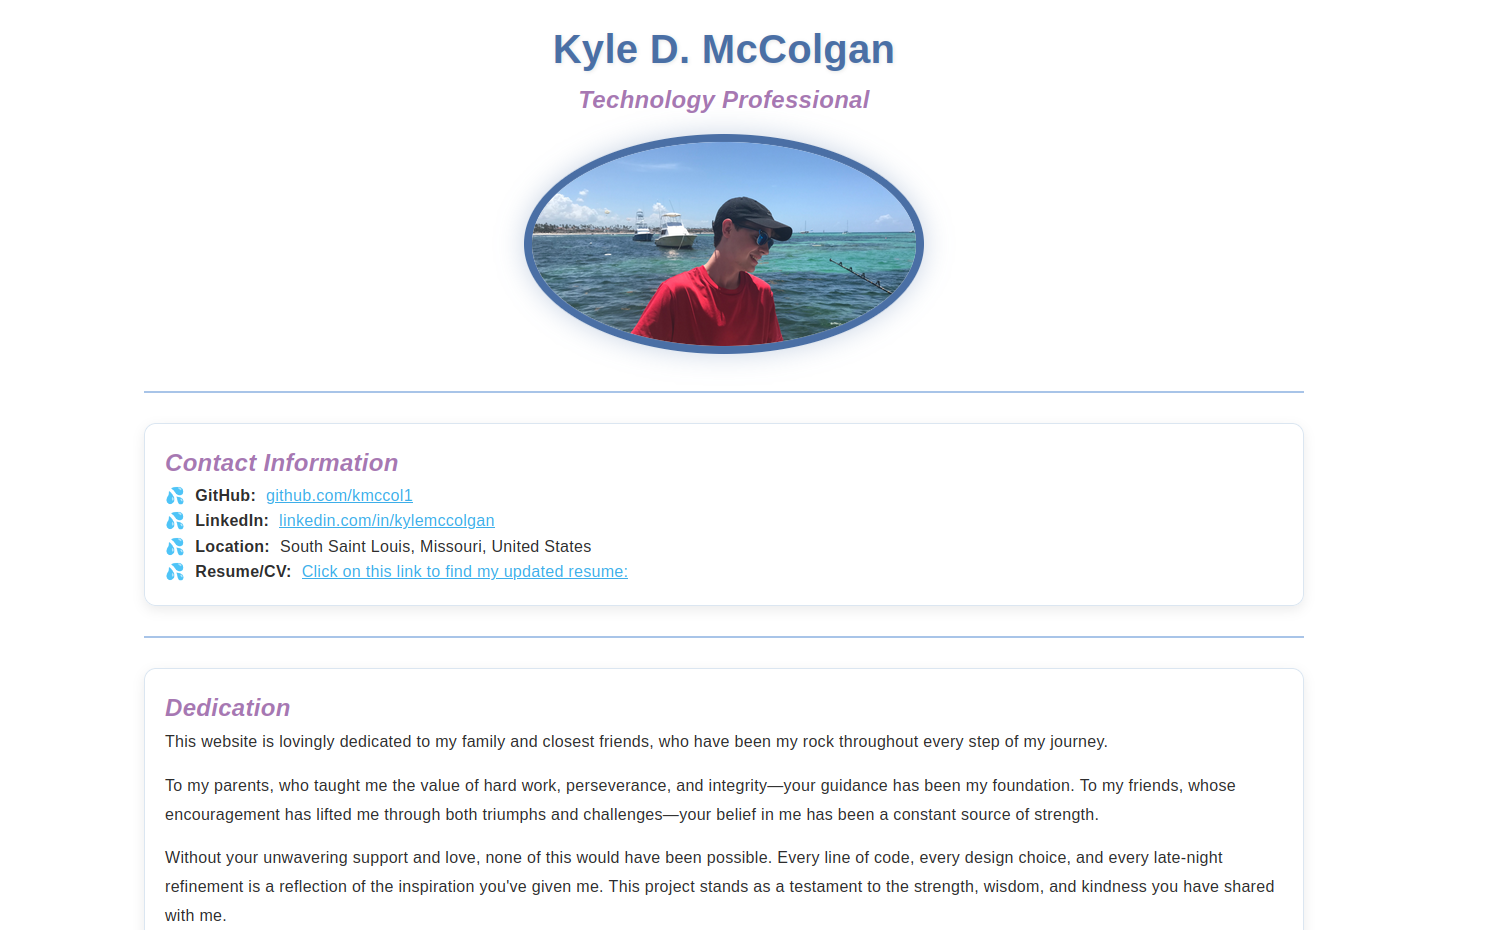 Kyle D. McColgan
Technology Professional
Contact Information
💦 GitHub: github.com/kmccol1
💦 LinkedIn: linkedin.com/in/kylemccolgan
💦 Location: South Saint Louis, Missouri, United States
💦 Resume/CV: Click on this link to find my updated resume:
Dedication
This website is lovingly dedicated to my family and closest friends, who have been my rock throughout every step of my journey.
To my parents, who taught me the value of hard work, perseverance, and integrity—your guidance has been my foundation. To my friends, whose
encouragement has lifted me through both triumphs and challenges—your belief in me has been a constant source of strength.
Without your unwavering support and love, none of this would have been possible. Every line of code, every design choice, and every late-night
refinement is a reflection of the inspiration you've given me. This project stands as a testament to the strength, wisdom, and kindness you have shared
with me.